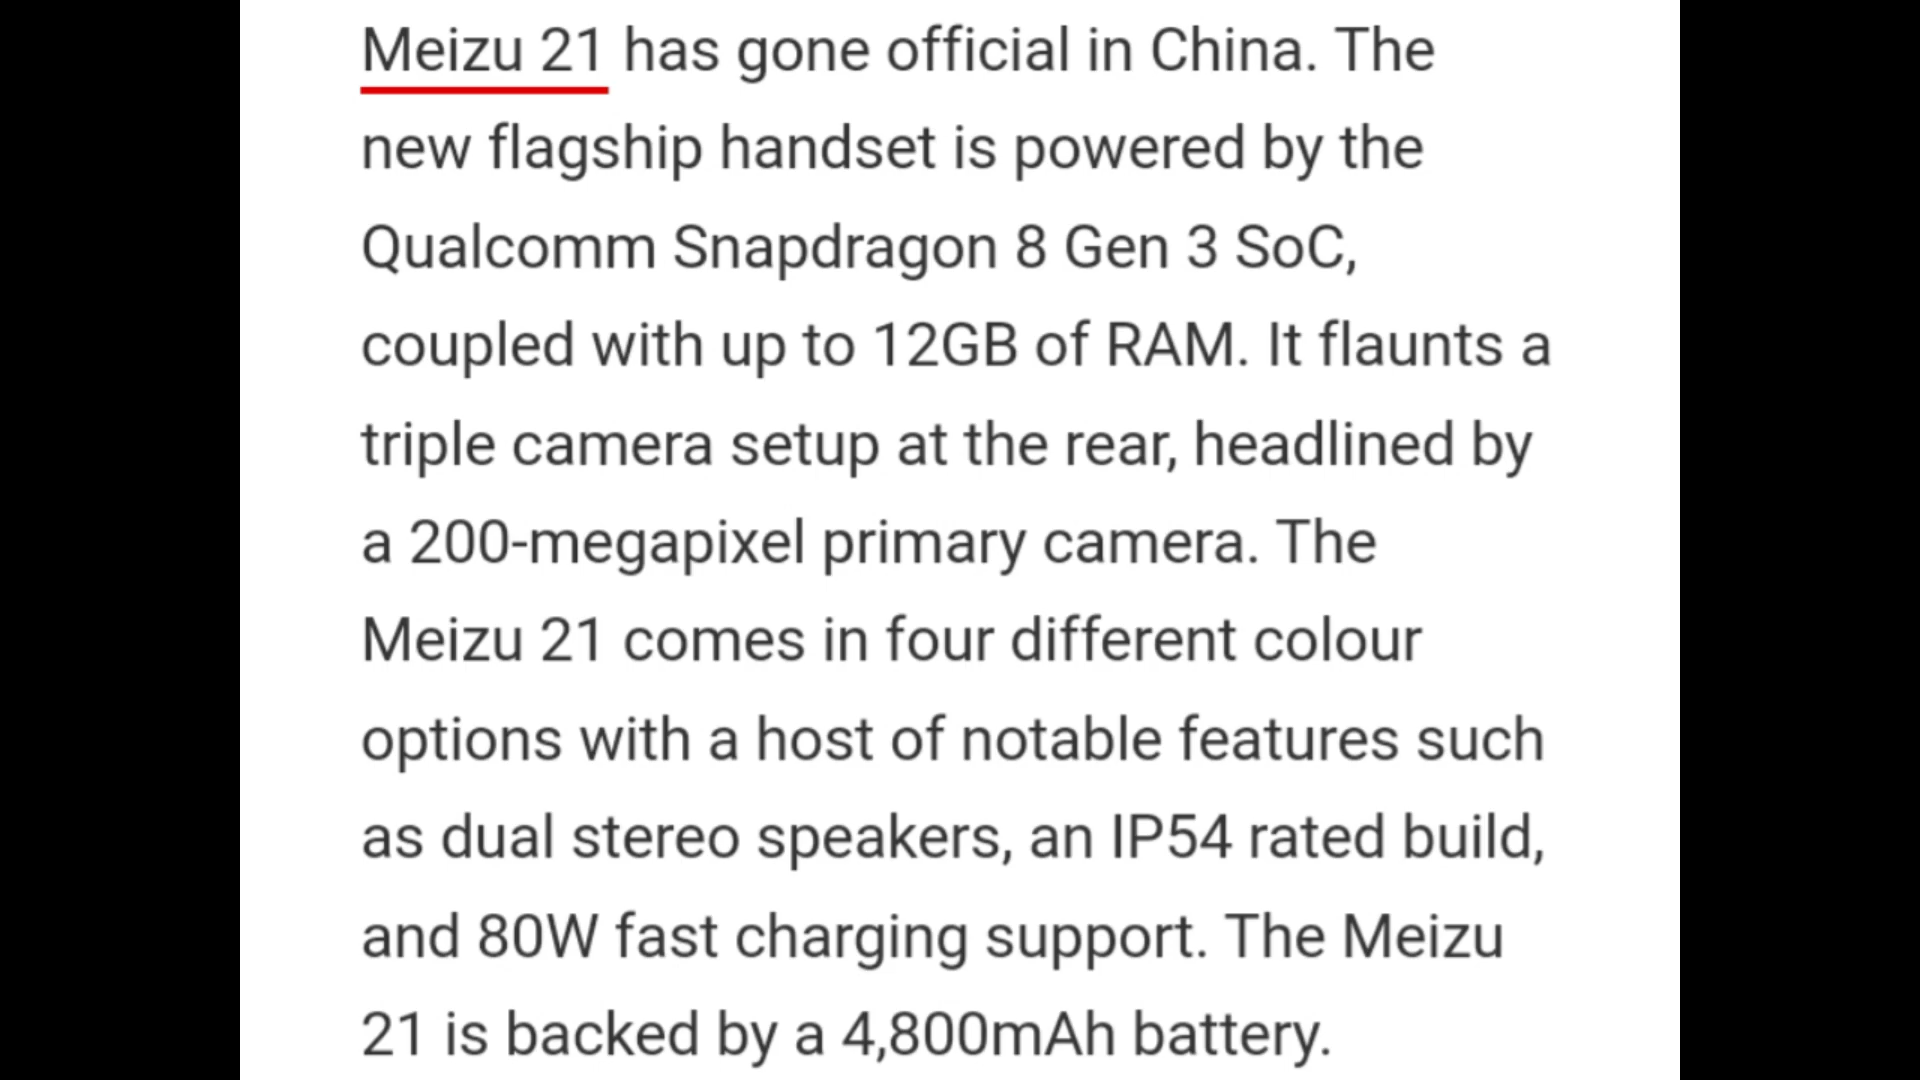 Meizu 21 has gone official in China. The
new flagship handset is powered by the
Qualcomm Snapdragon 8 Gen 3 SoC,
coupled with up to 12GB of RAM. It flaunts a
triple camera setup at the rear, headlined by
a 200-megapixel primary camera. The
Meizu 21 comes in four different colour
options with a host of notable features such
as dual stereo speakers, an IP54 rated build,
and 80W fast charging support. The Meizu
21 is backed by a 4,800mAh battery.